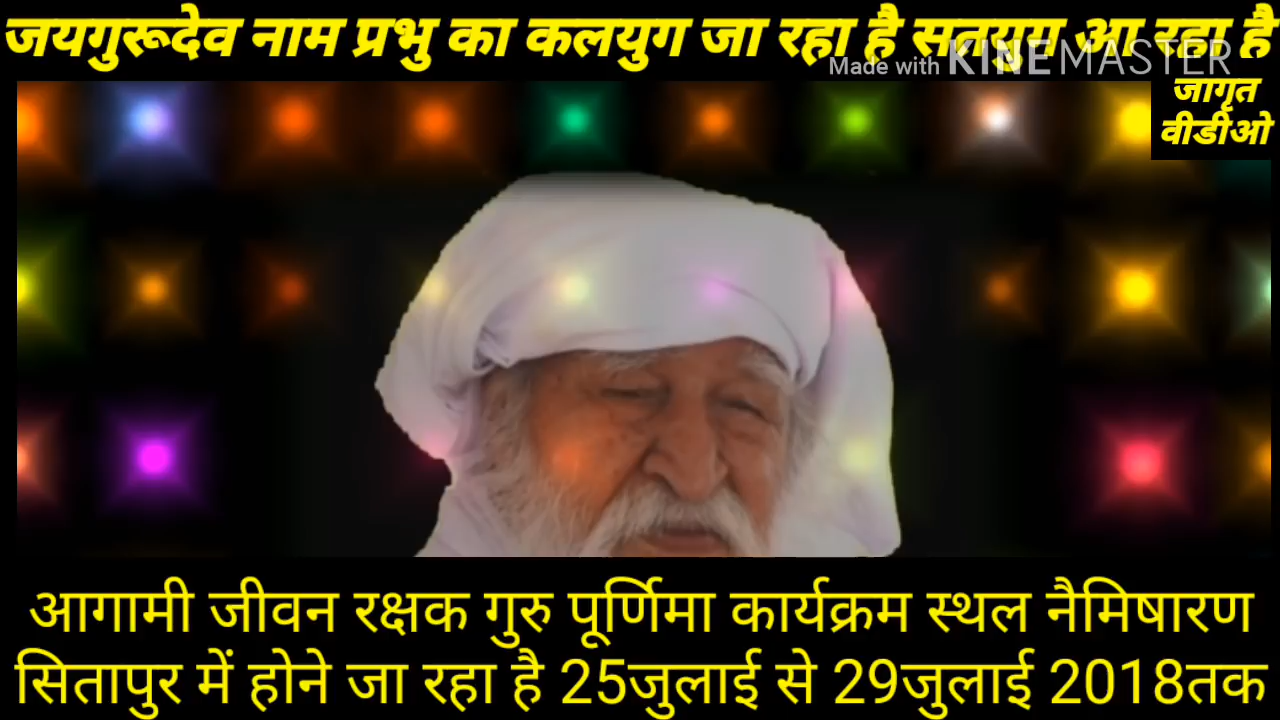 जयगुरूदेव नाम प्रभु का कलयुग जा रहा है सतयुग आ रहा है
Made with KINEMASTER
जागृत
वीडीओ
आगामी जीवन रक्षक गुरु पूर्णिमा कार्यक्रम स्थल नैमिषारण
सितापुर में होने जा रहा है 25जुलाई से 29जुलाई 2018तक